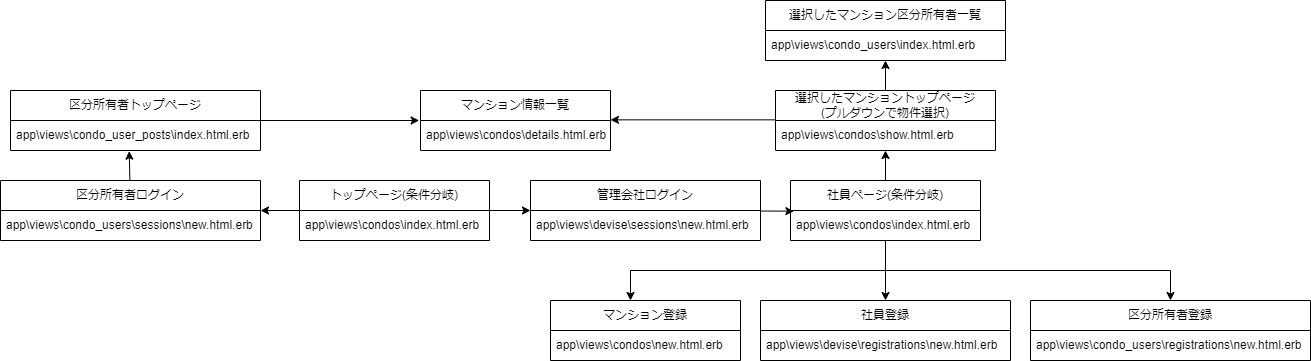 選択したマンション区分所有者一覧
app\views\condo_users\index.html.erb
区分所有者トップページ
app\views\condo_user_posts\index.html.erb
マンション情報一覧
app\views\condos\details.html.erb
選択したマンショントップページ
(プルダウンで物件選択)
app\views\condos\show.html.erb
区分所有者ログイン
app\views\condo_users\sessions\new.html.erb
トップページ(条件分岐)
app\views\condos\index.html.erb
管理会社ログイン
app\views\devise\sessions\new.html.erb
社員ページ(条件分岐)
app\views\condos\index.html.erb
マンション登録
app\views\condos\new.html.erb
社員登録
app\views\devise\registrations\new.html.erb
区分所有者登録
app\views\condo_users\registrations\new.html.erb